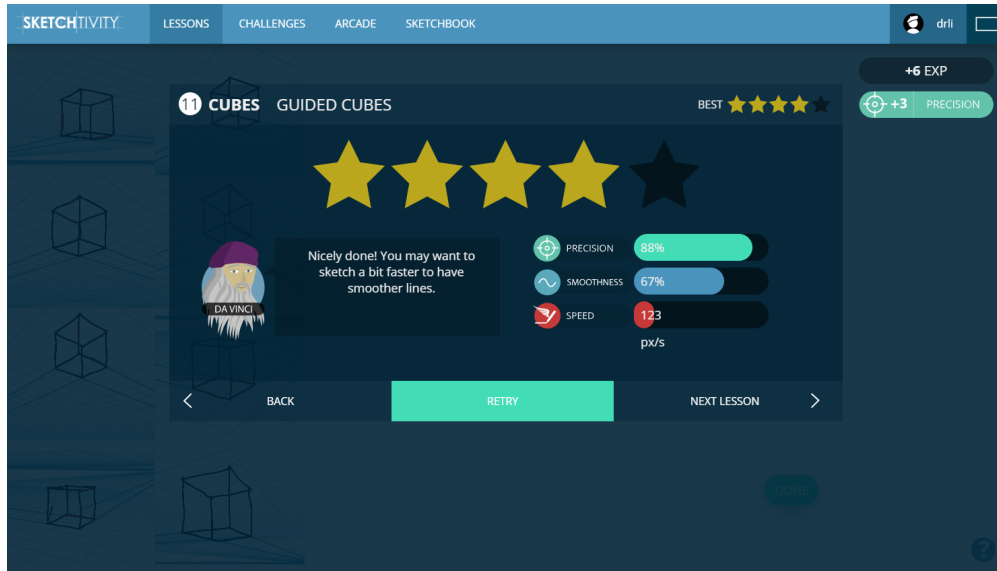 SKETCHTIVITY LESSONS CHALLENGES ARCADE SKETCHBOOK drli
+6 EXP
+3 PRECISION
11 CUBES GUIDED CUBES BEST
Nicely done! You may want to
sketch a bit faster to have
smoother lines.
DA VINCI
PRECISION 88%
SMOOTHNESS 67%
SPEED 123
px/s
BACK RETRY NEXT LESSON
DONE
?